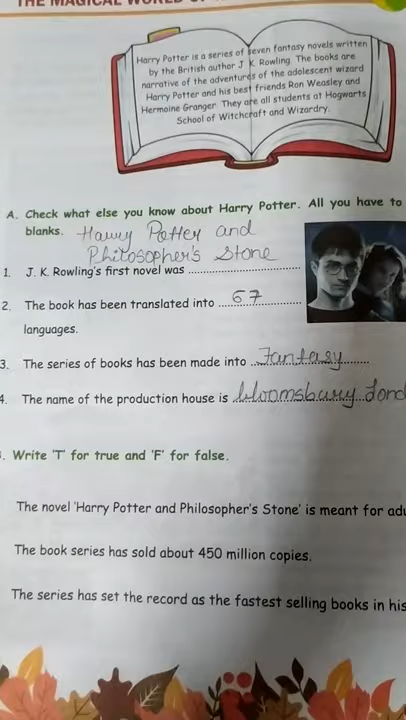 THE MAGICAL WORLD OF
Harry Potter is a series of seven fantasy novels written
by the British author J K Rowling. The books are
narrative of the adventures of the adolescent wizard
Harry Potter and his best friends Ron Weasley and
Hermoine Granger. They are all students at Hogwarts
School of Witchcraft and Wizardry.
A. Check what else you know about Harry Potter. All you have to
blanks. Harry Potter and
Philosopher's Stone
1. J. K. Rowling's first novel was ..............................
2. The book has been translated into ....67............
languages.
3. The series of books has been made into ..Fantasy.......
4. The name of the production house is bloomsbury Lond
. Write 'T' for true and 'F' for false.
The novel 'Harry Potter and Philosopher's Stone' is meant for adu
The book series has sold about 450 million copies.
The series has set the record as the fastest selling books in his